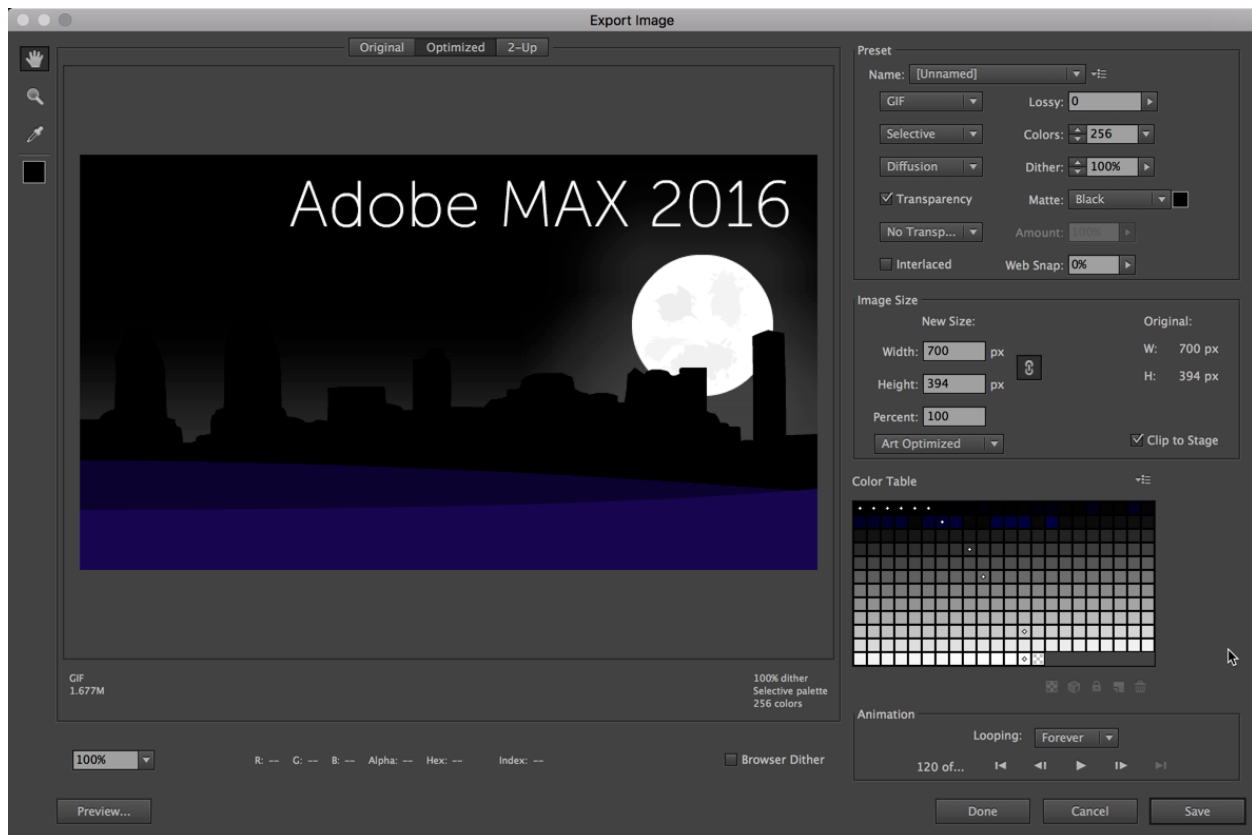 Export Image
Original Optimized 2-Up
Adobe MAX 2016
GIF
1.677M
100% dither
Selective palette
256 colors
100%
R: -- G: -- B: -- Alpha: -- Hex: -- Index: --
Browser Dither
Preview...
Preset
Name: [Unnamed]
GIF Lossy: 0
Selective Colors: 256
Diffusion Dither: 100%
Transparency Matte: Black
No Transp... Amount: 100%
Interlaced Web Snap: 0%
Image Size
New Size: Original:
Width: 700 px W: 700 px
Height: 394 px H: 394 px
Percent: 100
Art Optimized Clip to Stage
Color Table
Animation
Looping: Forever
120 of...
Done Cancel Save